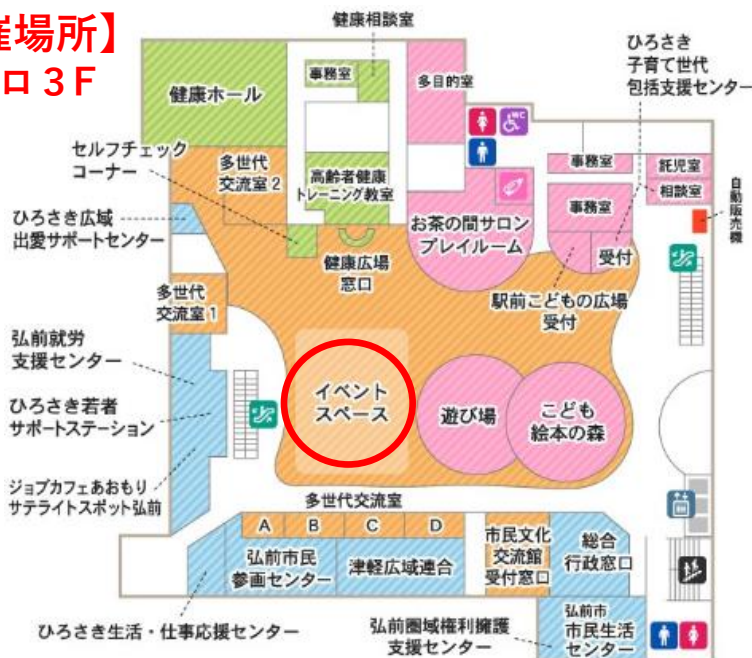 催場所】
ロ 3F
健康相談室
健康ホール
事務室
多目的室
ひろさき
子育て世代
包括支援センター
セルフチェック
コーナー
多世代
交流室2
高齢者健康
トレーニング教室
WC
事務室
託児室
相談室
事務室
受付
自動販売機
ひろさき広域
出愛サポートセンター
お茶の間サロン
プレイルーム
健康広場
窓口
駅前こどもの広場
受付
多世代
交流室1
弘前就労
支援センター
ひろさき若者
サポートステーション
ジョブカフェあおもり
サテライトスポット弘前
イベント
スペース
遊び場
こども
絵本の森
多世代交流室
A B C D
弘前市民
参画センター
津軽広域連合
市民文化
交流館
受付窓口
総合
行政窓口
ひろさき生活・仕事応援センター
弘前圏域権利擁護
支援センター
弘前市
市民生活
センター